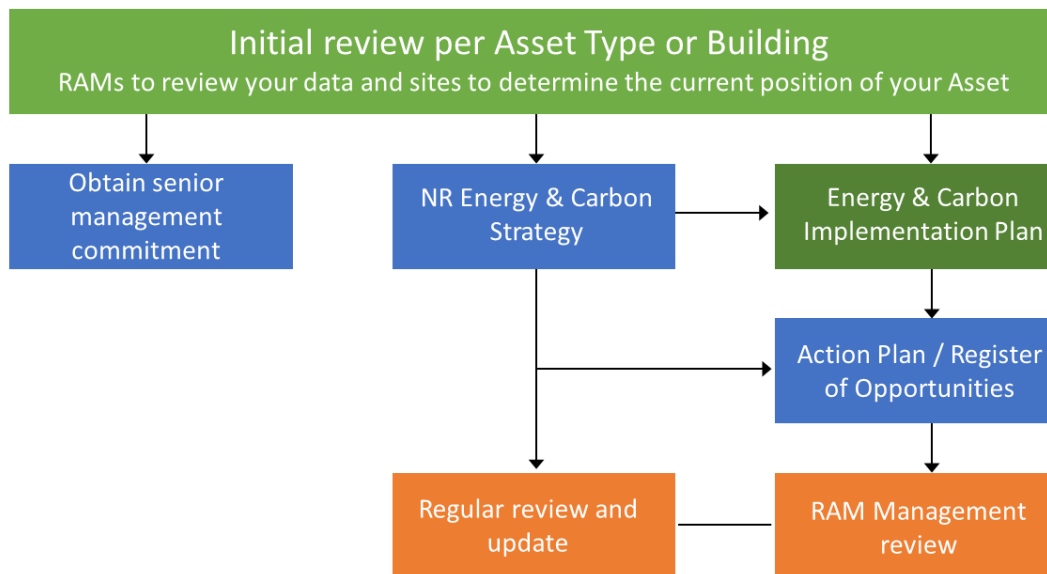 Initial review per Asset Type or Building
RAMs to review your data and sites to determine the current position of your Asset
Obtain senior
management
commitment
NR Energy & Carbon
Strategy
Energy & Carbon
Implementation Plan
Action Plan / Register
of Opportunities
Regular review and
update
RAM Management
review